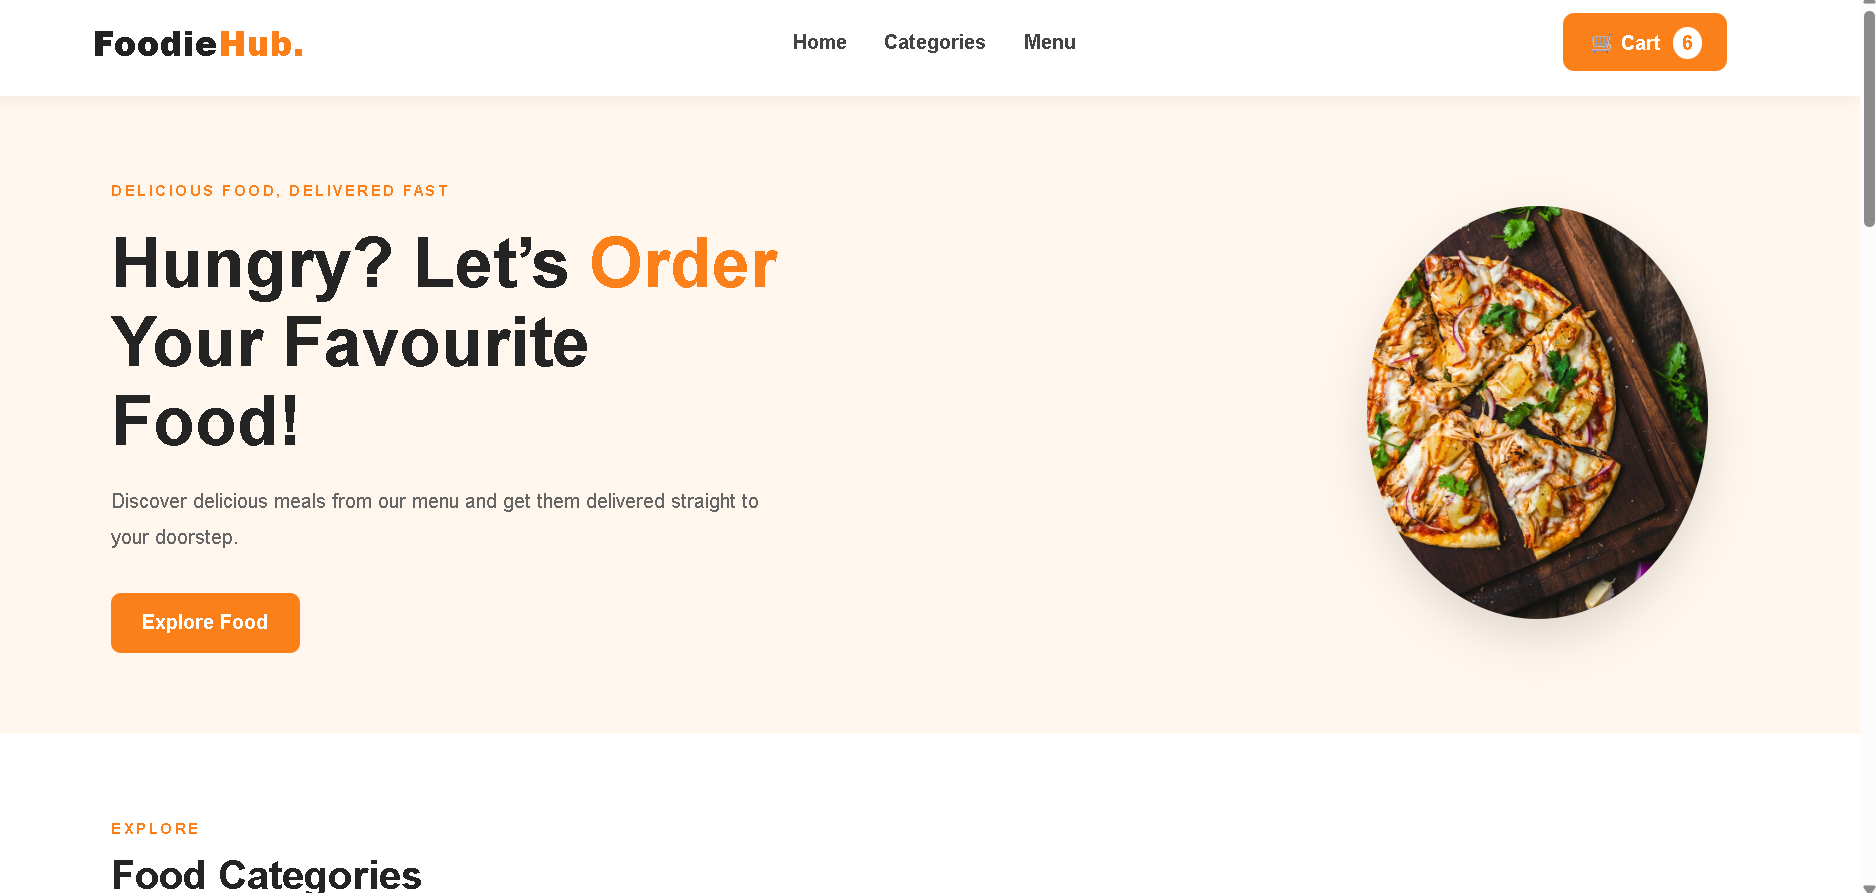 FoodieHub.
Home Categories Menu
Cart 6
DELICIOUS FOOD, DELIVERED FAST
Hungry? Let’s Order
Your Favourite
Food!
Discover delicious meals from our menu and get them delivered straight to
your doorstep.
Explore Food
EXPLORE
Food Categories